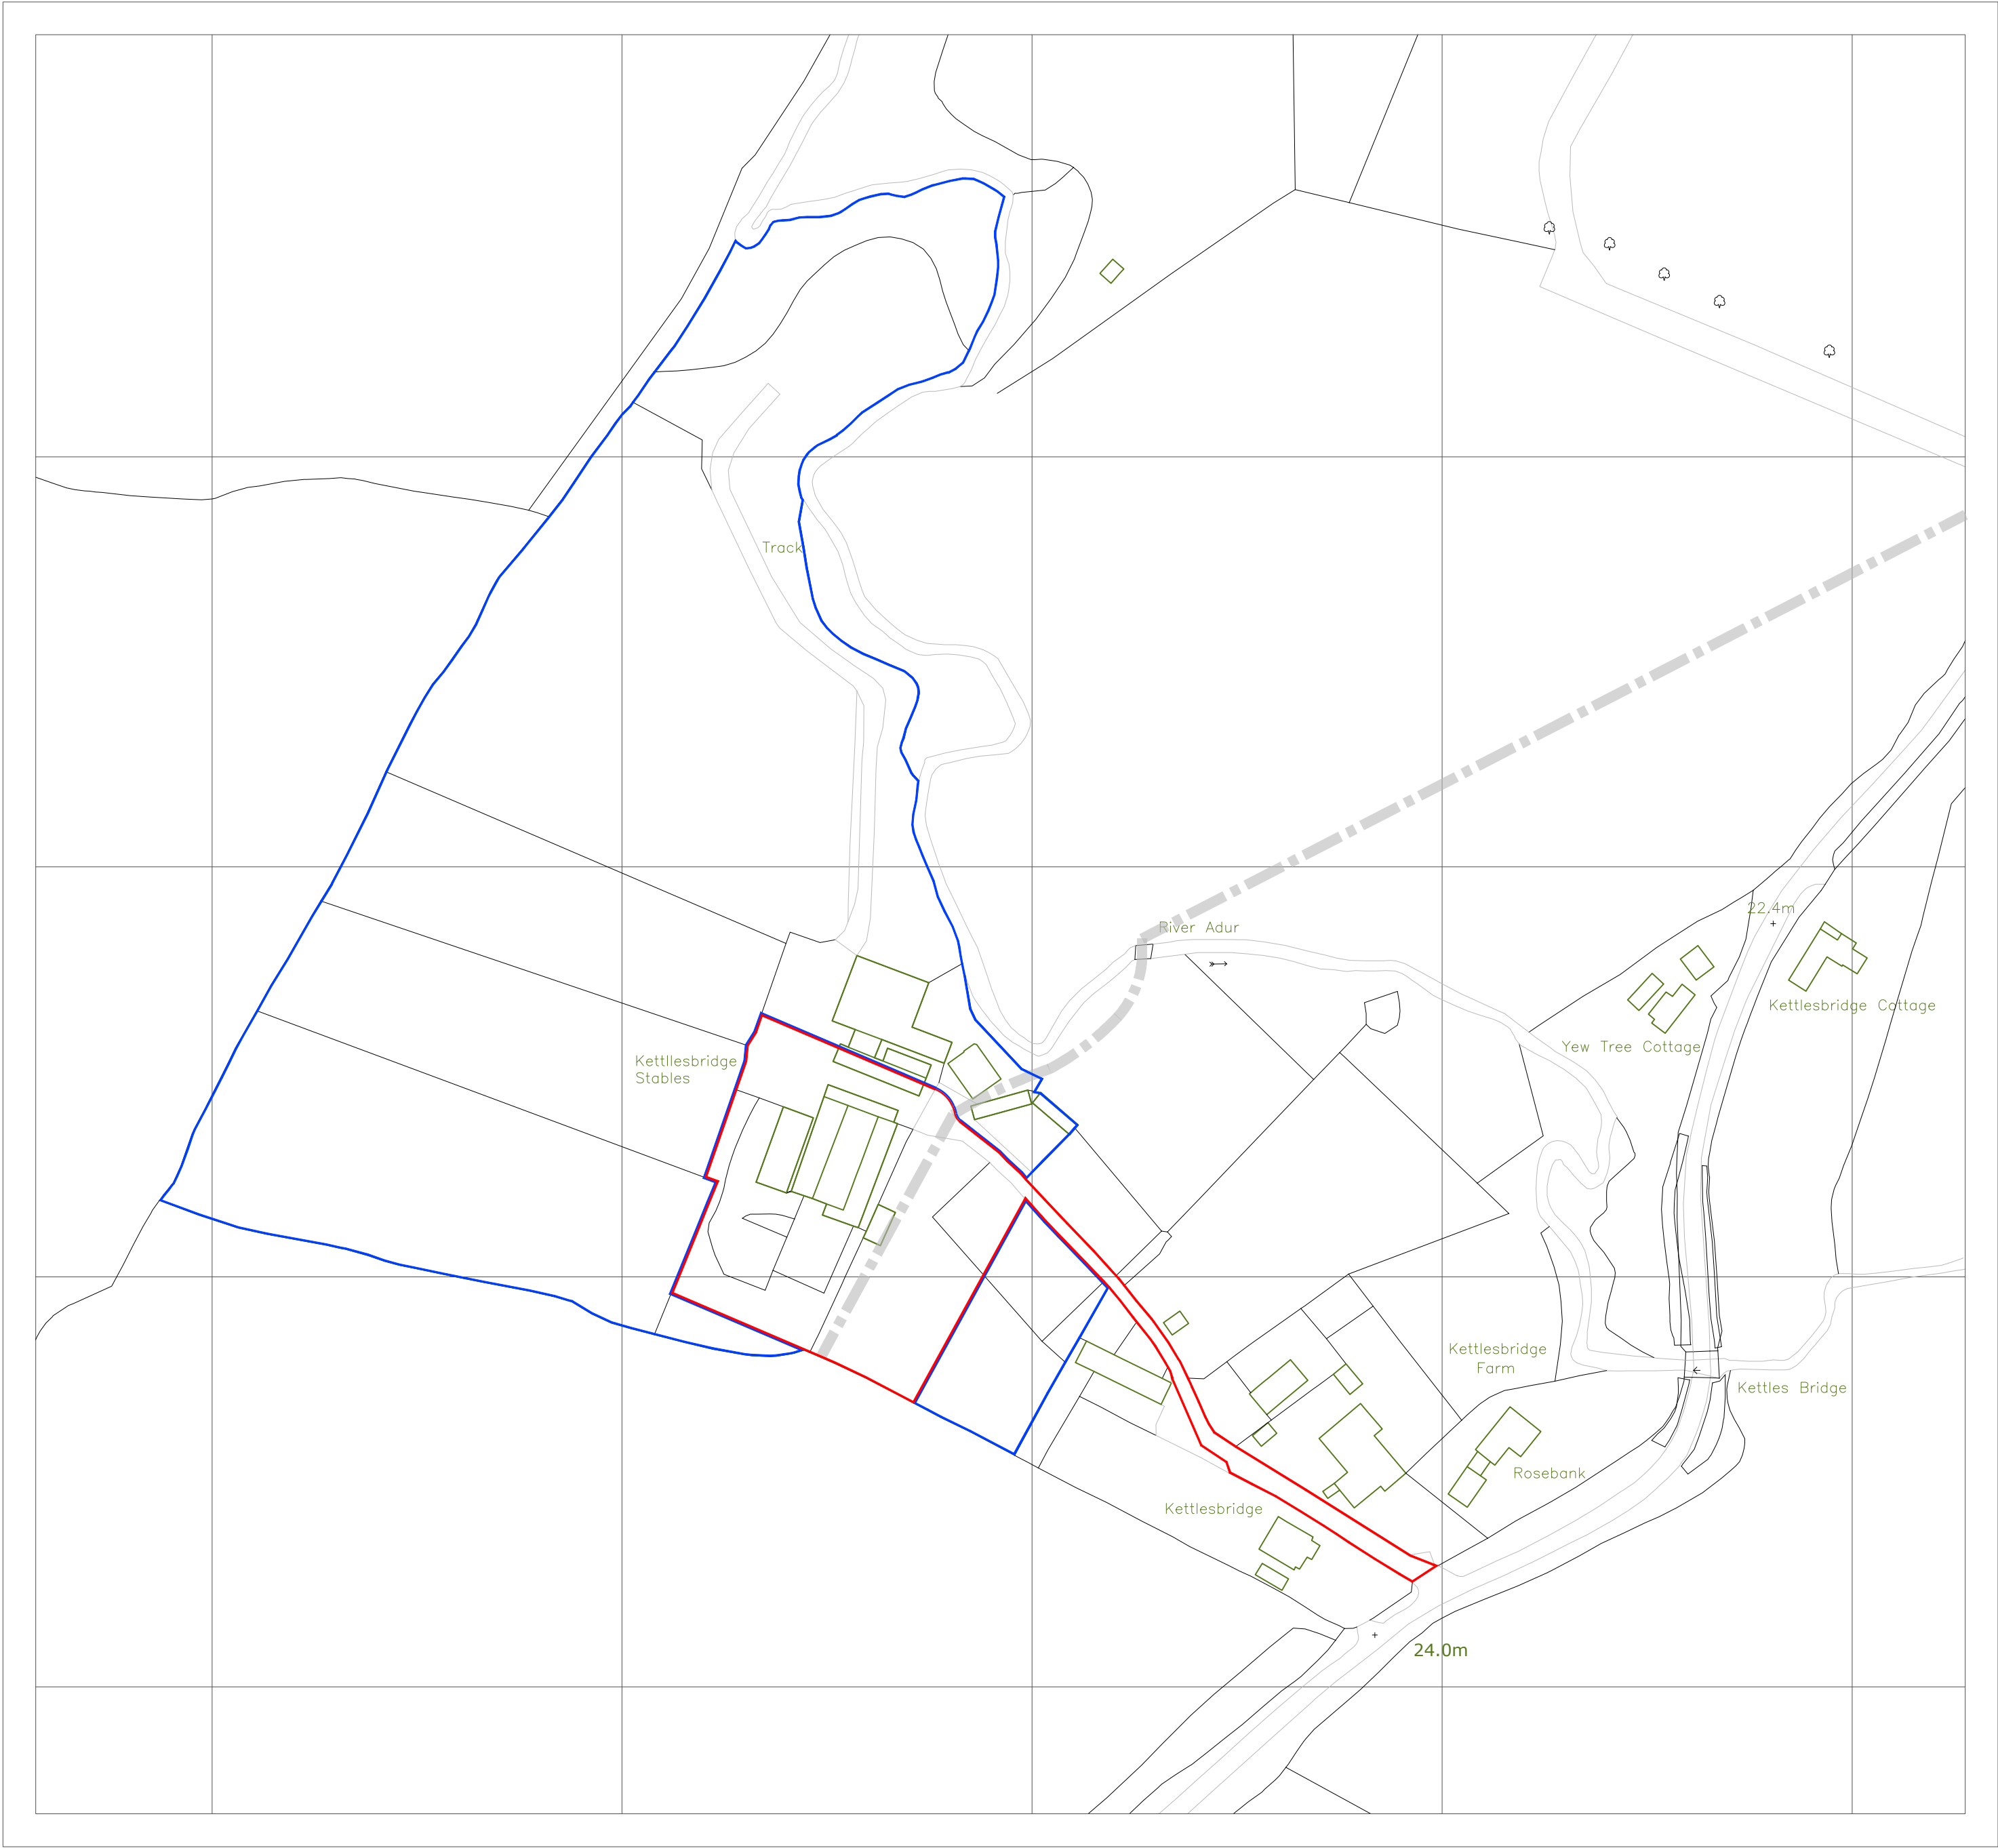 Track
River Adur
22.4m
Kettlesbridge Cottage
Yew Tree Cottage
Kettllesbridge
Stables
Kettlesbridge
Farm
Kettles Bridge
Rosebank
Kettlesbridge
24.0m